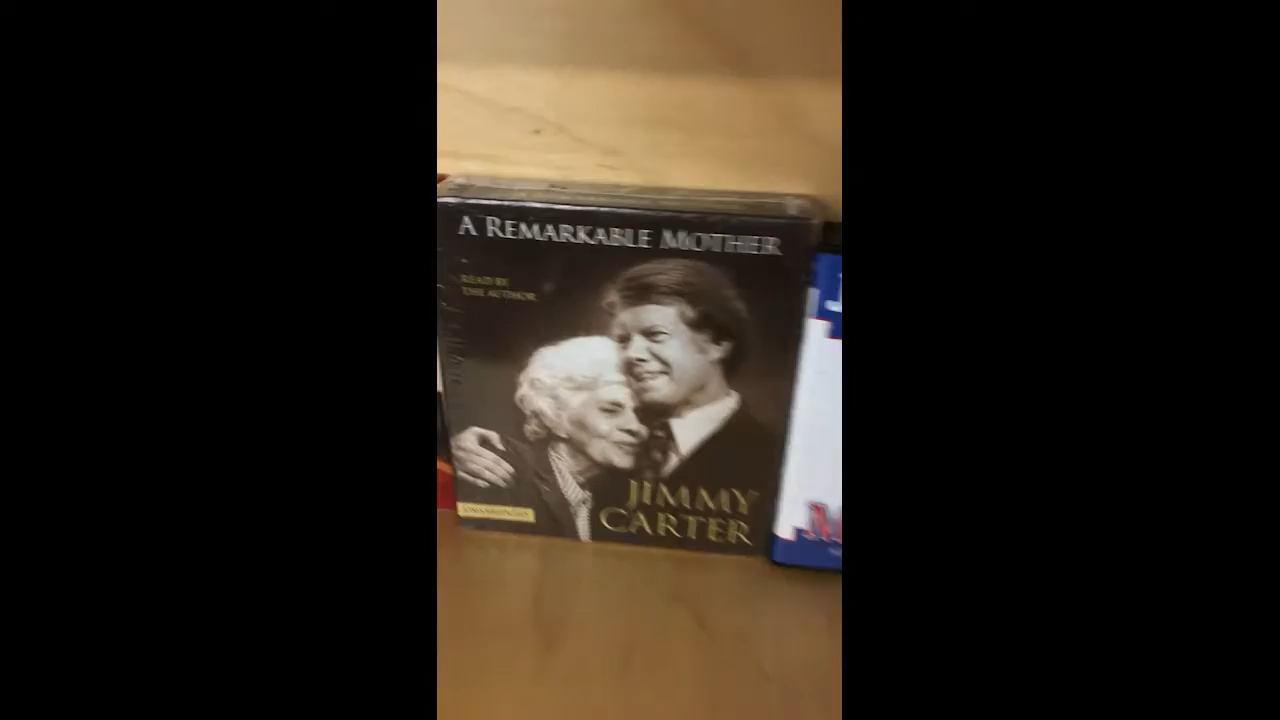 A REMARKABLE MOTHER
READ BY
THE AUTHOR
JIMMY
CARTER
UNABRIDGED